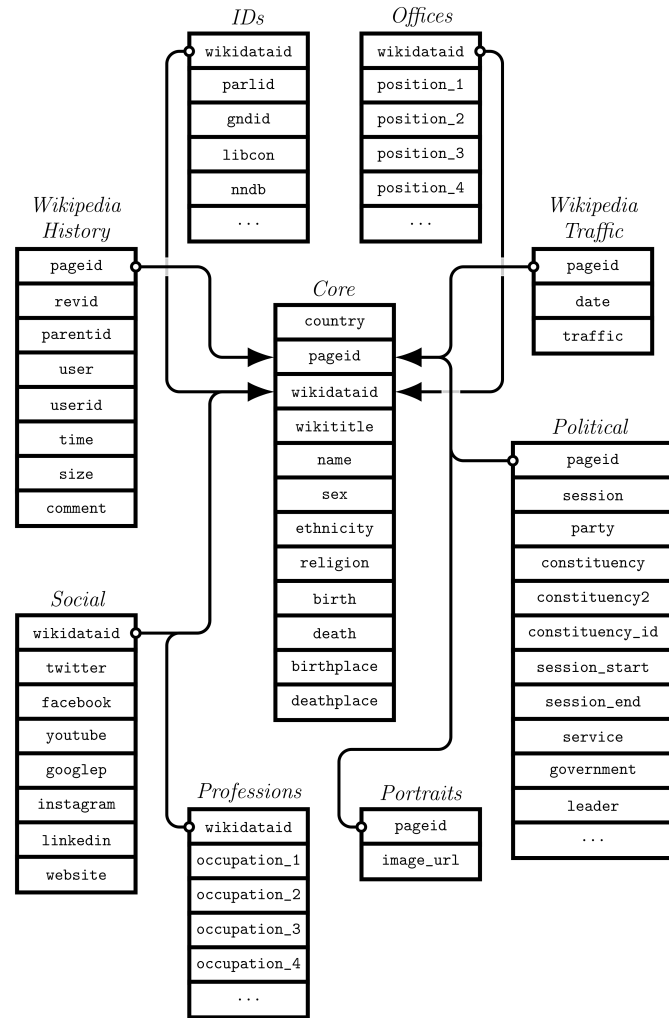 IDs
wikidataid
parlid
gndid
libcon
nndb
...
Offices
wikidataid
position_1
position_2
position_3
position_4
...
Wikipedia
History
pageid
revid
parentid
user
userid
time
size
comment
Core
country
pageid
wikidataid
wikititle
name
sex
ethnicity
religion
birth
death
birthplace
deathplace
Wikipedia
Traffic
pageid
date
traffic
Political
pageid
session
party
constituency
constituency2
constituency_id
session_start
session_end
service
government
leader
...
Social
wikidataid
twitter
facebook
youtube
googlep
instagram
linkedin
website
Professions
wikidataid
occupation_1
occupation_2
occupation_3
occupation_4
...
Portraits
pageid
image_url